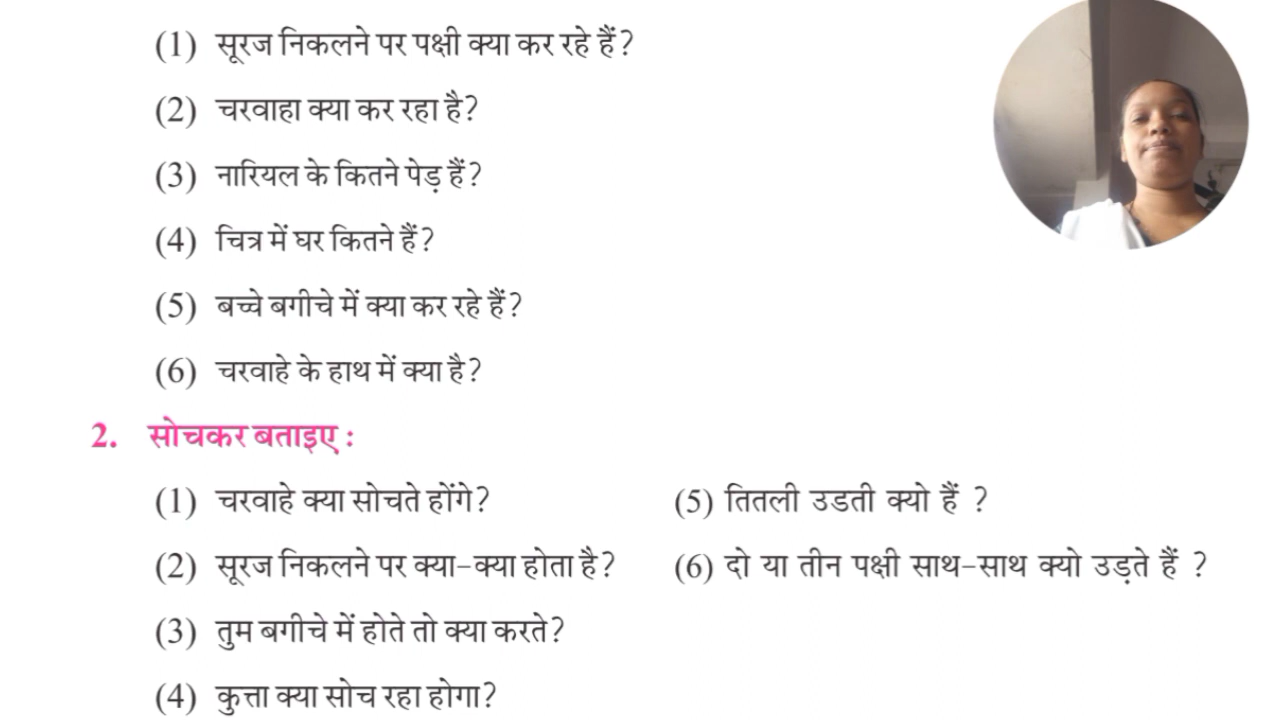 (1) सूरज निकलने पर पक्षी क्या कर रहे हैं?
(2) चरवाहा क्या कर रहा है?
(3) नारियल के कितने पेड़ हैं?
(4) चित्र में घर कितने हैं?
(5) बच्चे बगीचे में क्या कर रहे हैं?
(6) चरवाहे के हाथ में क्या है?
2. सोचकर बताइए :
(1) चरवाहे क्या सोचते होंगे?
(2) सूरज निकलने पर क्या-क्या होता है?
(3) तुम बगीचे में होते तो क्या करते?
(4) कुत्ता क्या सोच रहा होगा?
(5) तितली उडती क्यो हैं ?
(6) दो या तीन पक्षी साथ-साथ क्यो उड़ते हैं ?